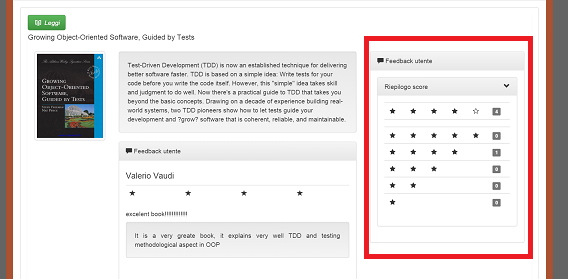 Leggi
Growing Object-Oriented Software, Guided by Tests
GROWING
OBJECT-ORIENTED
SOFTWARE,
GUIDED BY TESTS
Test-Driven Development (TDD) is now an established technique for delivering
better software faster. TDD is based on a simple idea: Write tests for your
code before you write the code itself. However, this "simple" idea takes skill
and judgment to do well. Now there's a practical guide to TDD that takes you
beyond the basic concepts. Drawing on a decade of experience building real-
world systems, two TDD pioneers show how to let tests guide your
development and ?grow? software that is coherent, reliable, and maintainable.
Feedback utente
Valerio Vaudi
excelent book!!!!!!!!!!!!
It is a very greate book, it explains very well TDD and testing
methodological aspect in OOP
Feedback utente
Riepilogo score
4
0
1
0
0
0